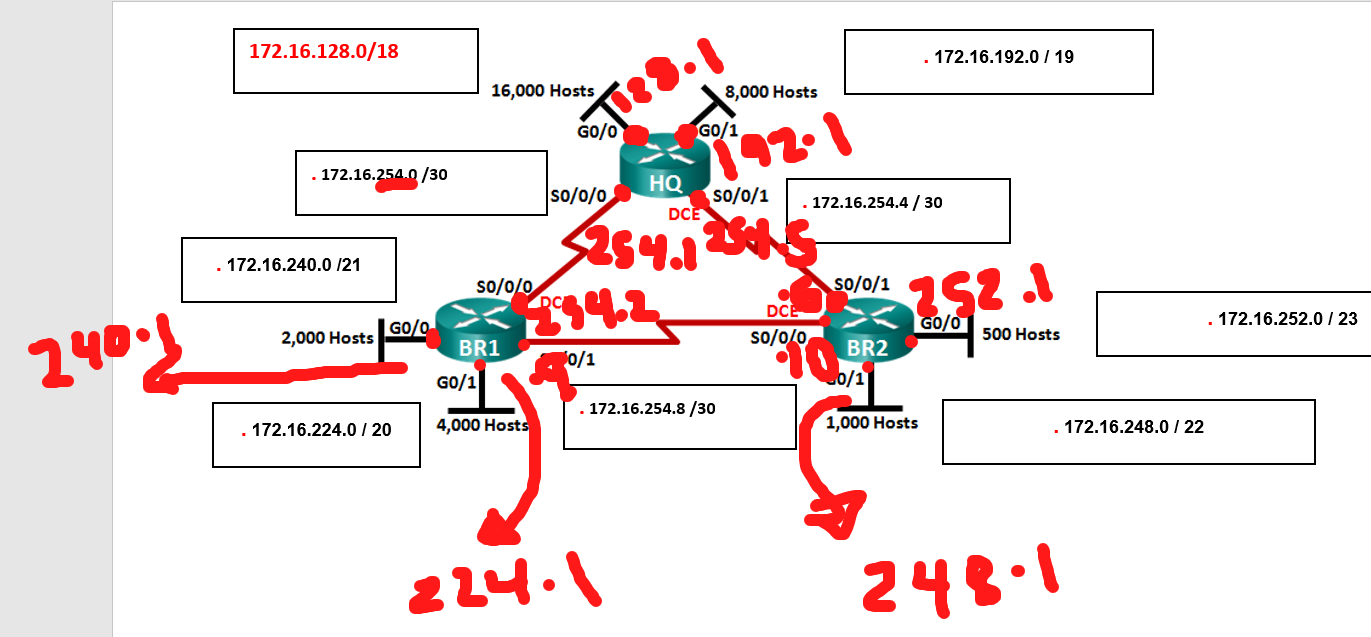 172.16.128.0/18
. 172.16.192.0 / 19
16,000 Hosts
128.1
8,000 Hosts
G0/0
G0/1
192.1
HQ
. 172.16.254.0 /30
S0/0/0
S0/0/1
DCE
. 172.16.254.4 / 30
254.1
254.5
. 172.16.240.0 /21
S0/0/0
DCE
254.2
S0/0/1
.6
DCE
252.1
. 172.16.252.0 / 23
2,000 Hosts
G0/0
BR1
S0/0/0
BR2
G0/0
500 Hosts
240.1
0/1
.9
.10
G0/1
G0/1
. 172.16.224.0 / 20
4,000 Hosts
. 172.16.254.8 /30
1,000 Hosts
. 172.16.248.0 / 22
224.1
248.1